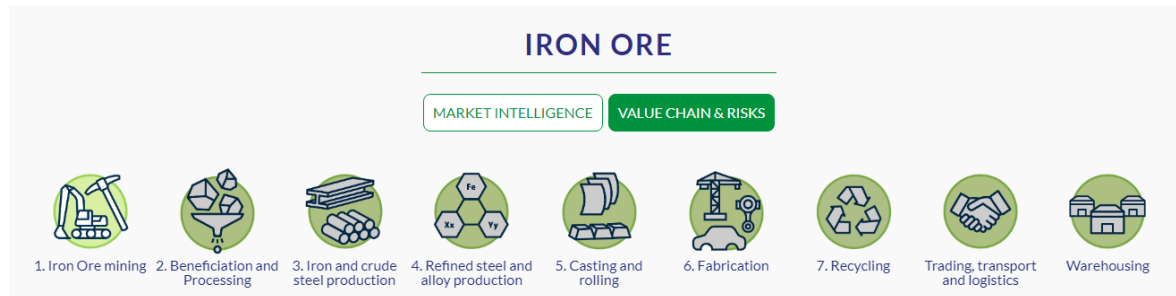 IRON ORE
MARKET INTELLIGENCE
VALUE CHAIN & RISKS
Fe
Xx
Yy
1. Iron Ore mining
2. Beneficiation and
Processing
3. Iron and crude
steel production
4. Refined steel and
alloy production
5. Casting and
rolling
6. Fabrication
7. Recycling
Trading, transport
and logistics
Warehousing